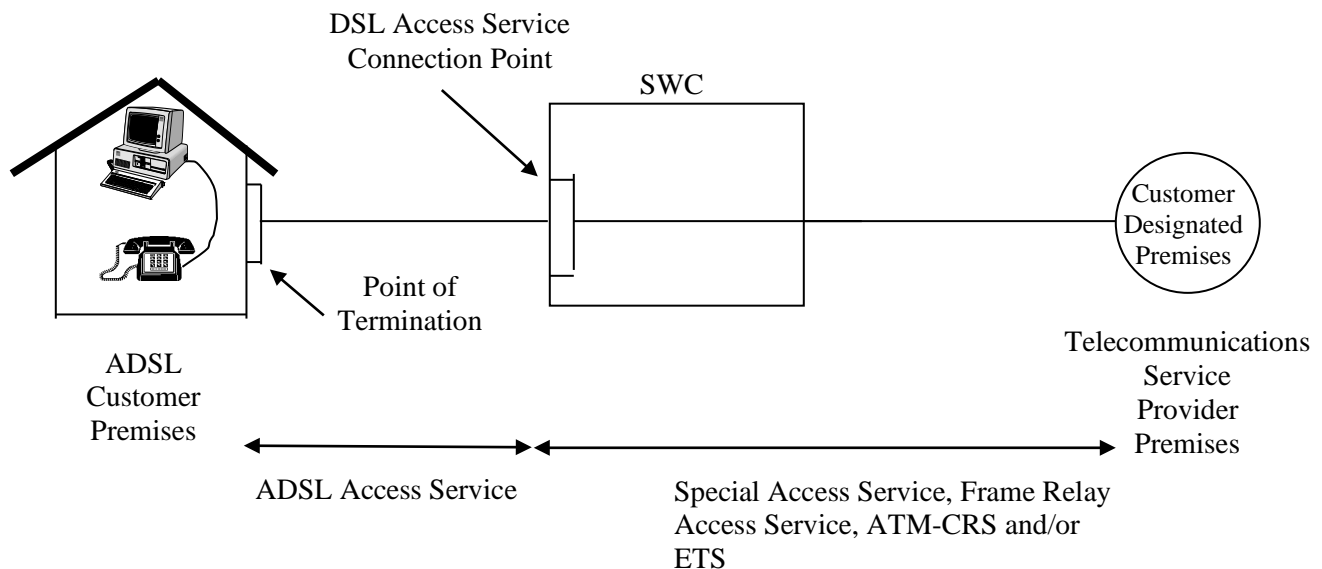 DSL Access Service
Connection Point
SWC
Customer
Designated
Premises
Point of
Termination
ADSL
Customer
Premises
Telecommunications
Service
Provider
Premises
ADSL Access Service
Special Access Service, Frame Relay
Access Service, ATM-CRS and/or
ETS